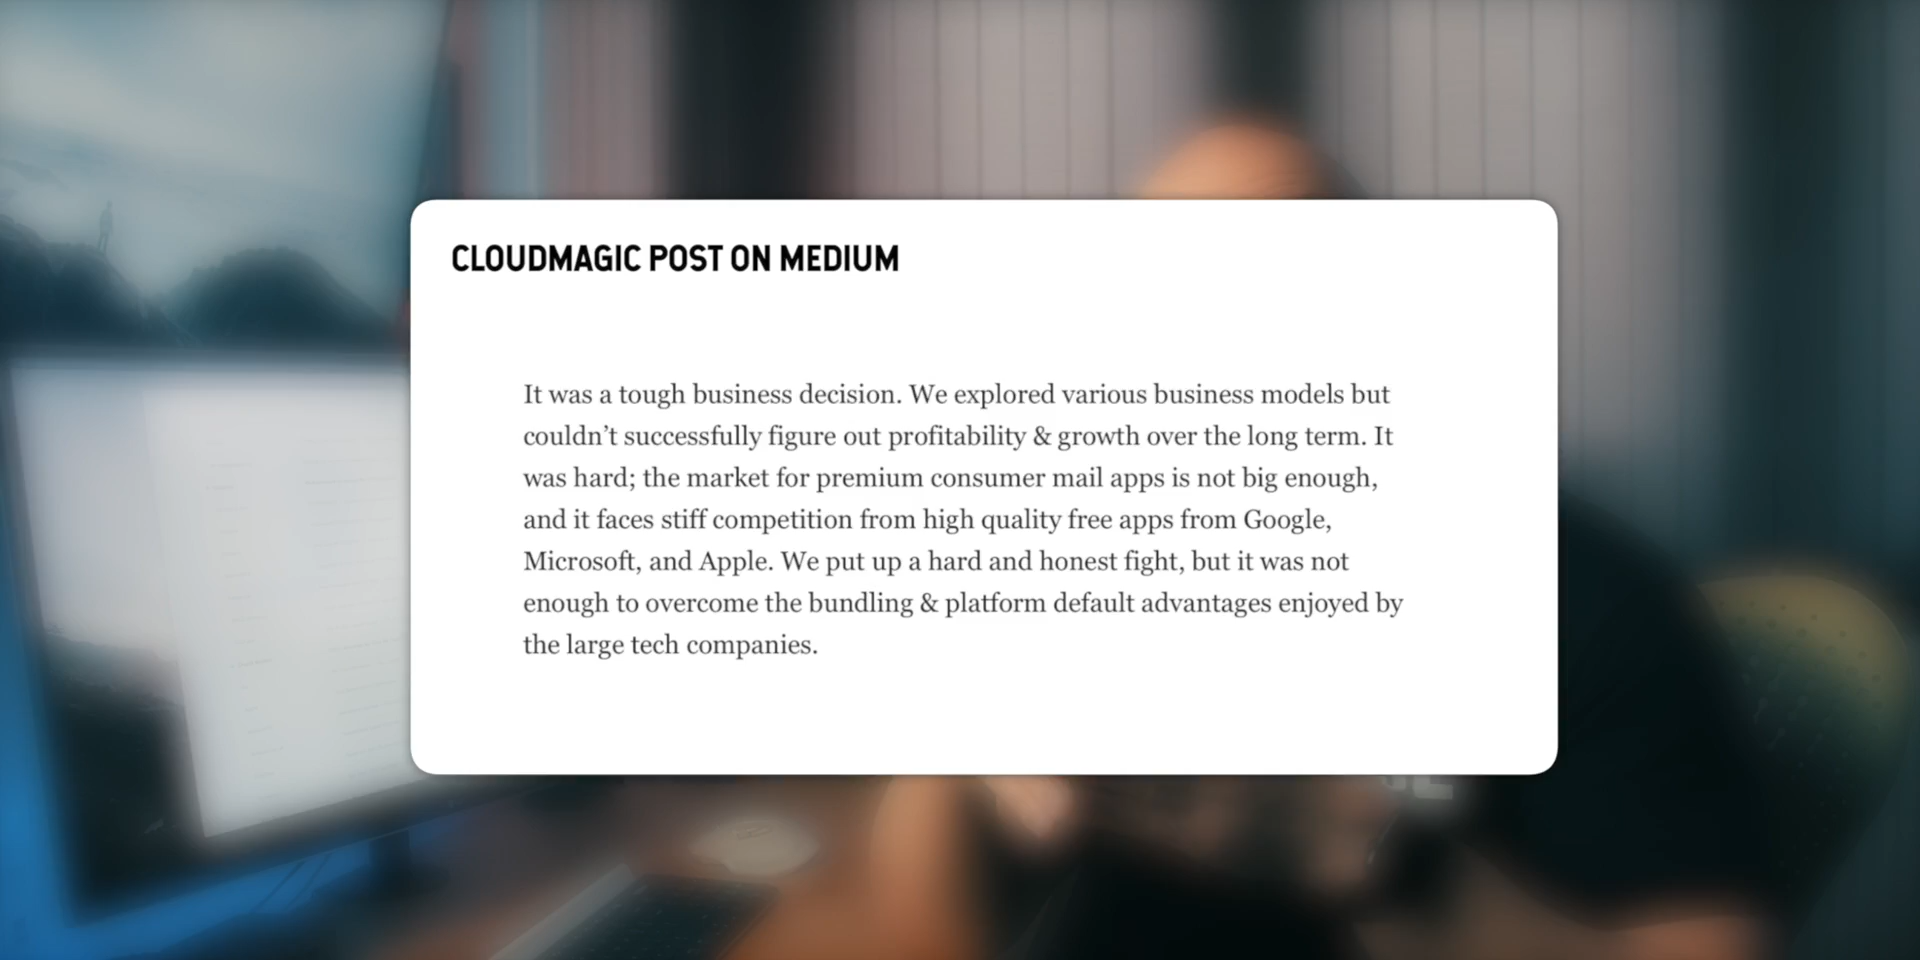 CLOUDMAGIC POST ON MEDIUM
It was a tough business decision. We explored various business models but
couldn’t successfully figure out profitability & growth over the long term. It
was hard; the market for premium consumer mail apps is not big enough,
and it faces stiff competition from high quality free apps from Google,
Microsoft, and Apple. We put up a hard and honest fight, but it was not
enough to overcome the bundling & platform default advantages enjoyed by
the large tech companies.